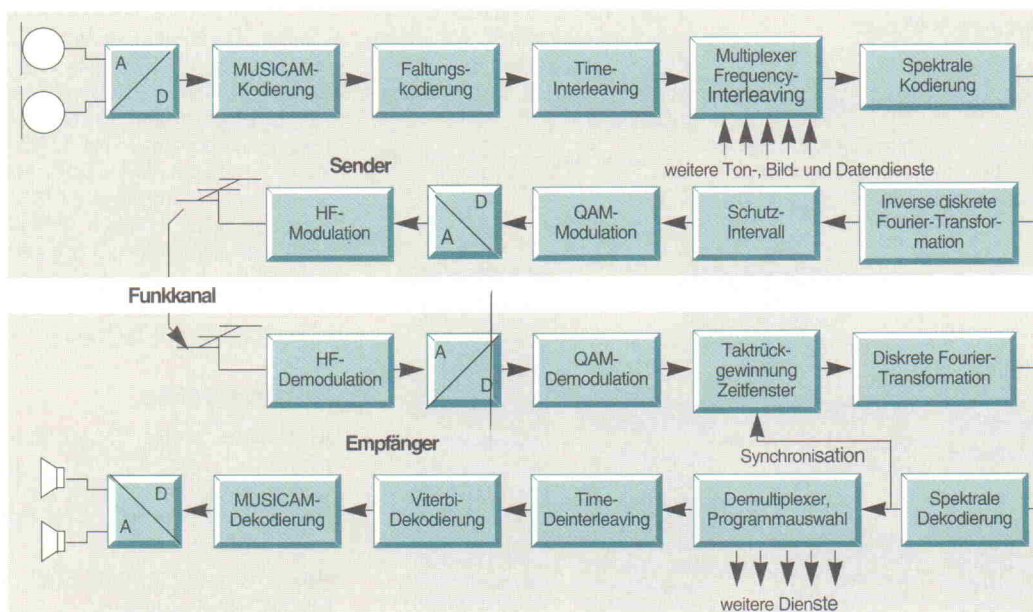 A
D
MUSICAM-
Kodierung
Faltungs-
kodierung
Time-
Interleaving
Multiplexer
Frequency-
Interleaving
Spektrale
Kodierung
weitere Ton-, Bild- und Datendienste
Sender
HF-
Modulation
D
A
QAM-
Modulation
Schutz-
Intervall
Inverse diskrete
Fourier-Transfor-
mation
Funkkanal
HF-
Demodulation
A
D
QAM-
Demodulation
Taktrück-
gewinnung
Zeitfenster
Diskrete Fourier-
Transformation
Empfänger
Synchronisation
D
A
MUSICAM-
Dekodierung
Viterbi-
Dekodierung
Time-
Deinterleaving
Demultiplexer,
Programmauswahl
Spektrale
Dekodierung
weitere Dienste